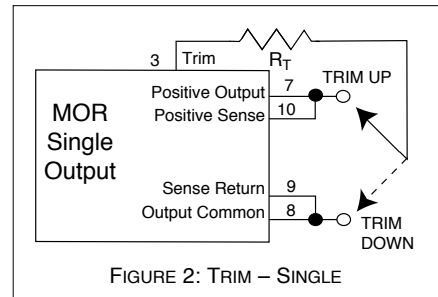 3 Trim
RT
TRIM UP
Positive Output 7
Positive Sense 10
MOR
Single
Output
Sense Return 9
Output Common 8
TRIM
DOWN
FIGURE 2: TRIM – SINGLE